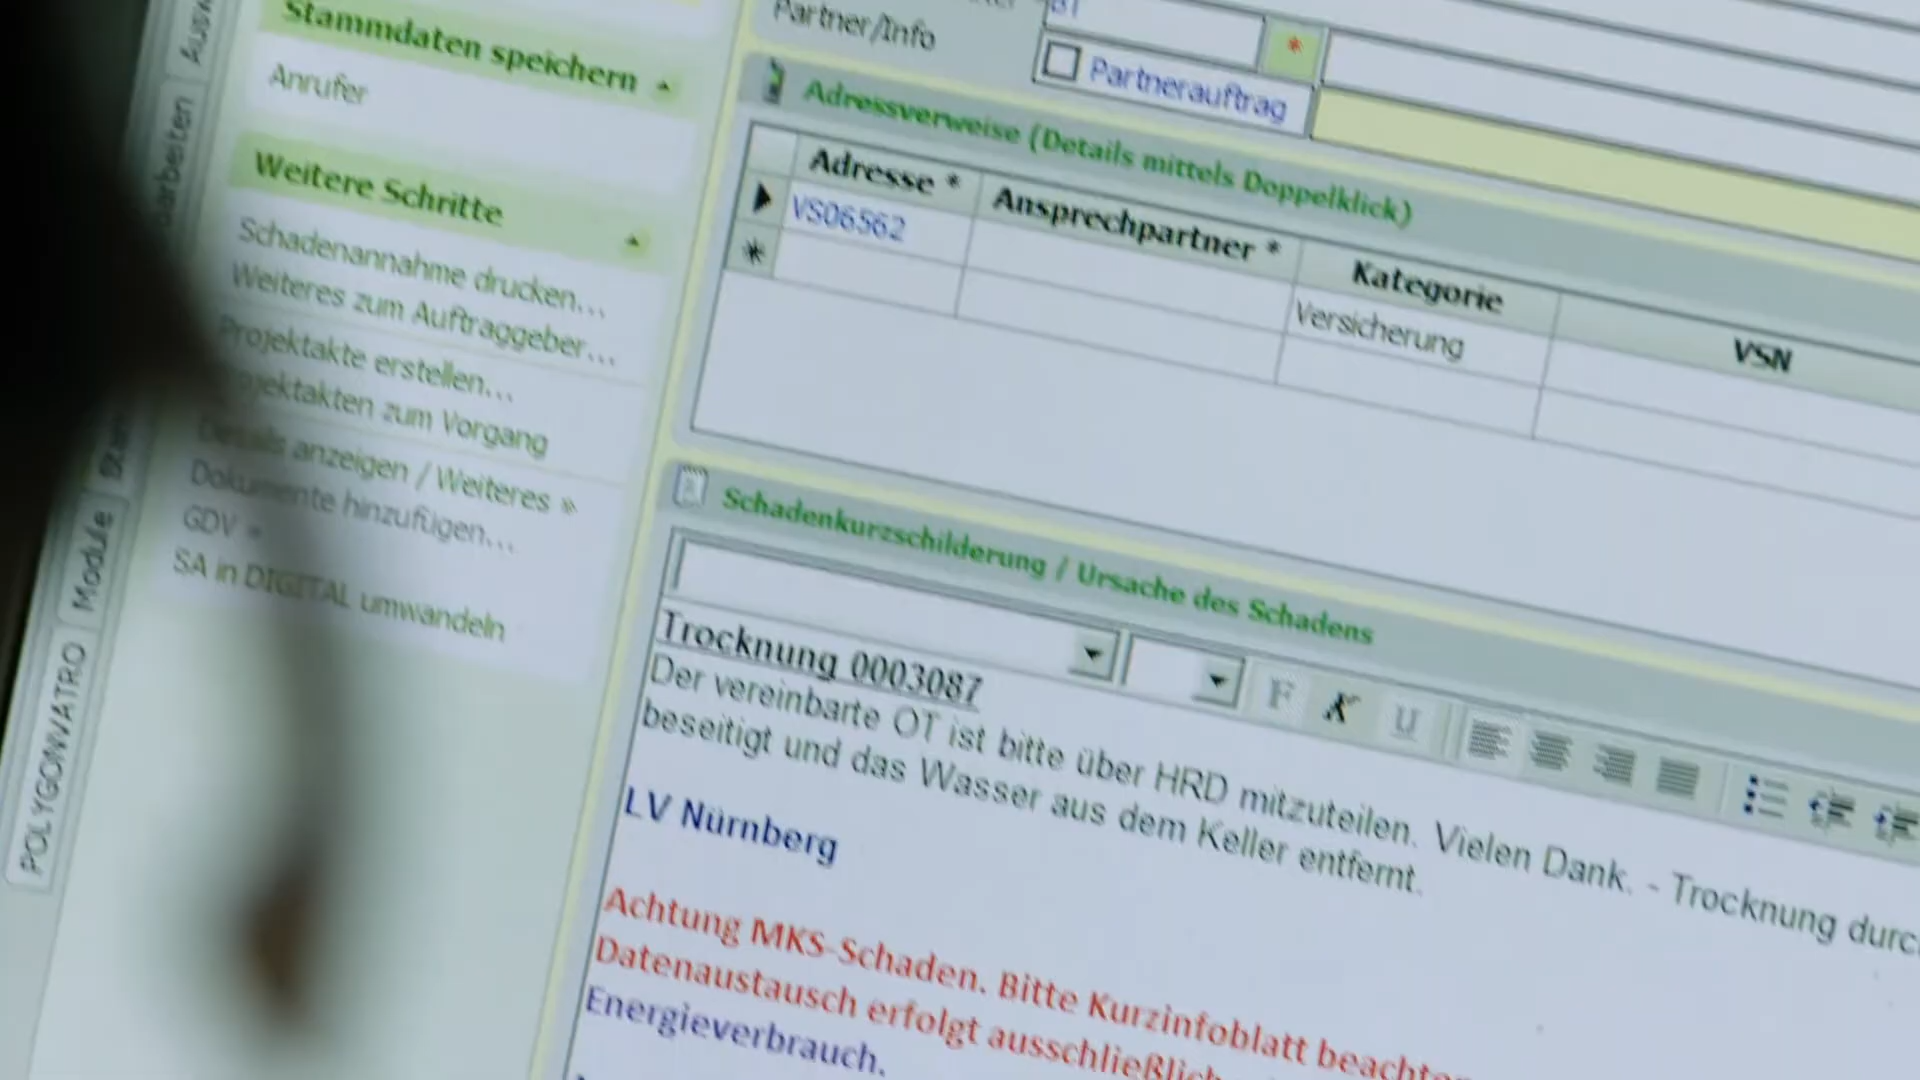 Stammdaten speichern
Anrufer
Weitere Schritte
Schadenannahme drucken...
Weiteres zum Auftraggeber...
Projektakte erstellen...
zum Vorgang
Details anzeigen / Weiteres »
Dokumente hinzufügen...
GDV »
SA in DIGITAL umwandeln
Module
POLYGONVATRO
Partner/Info
*
Partnerauftrag
Adressverweise (Details mittels Doppelklick)
Adresse * Ansprechpartner * Kategorie VSN
VS06562 Versicherung
Schadenkurzschilderung / Ursache des Schadens
F K U
Trocknung 0003087
Der vereinbarte OT ist bitte über HRD mitzuteilen. Vielen Dank. - Trocknung
beseitigt und das Wasser aus dem Keller entfernt.
LV Nürnberg
Achtung MKS-Schaden. Bitte Kurzinfoblatt
Datenaustausch erfolgt
Energieverbrauch.